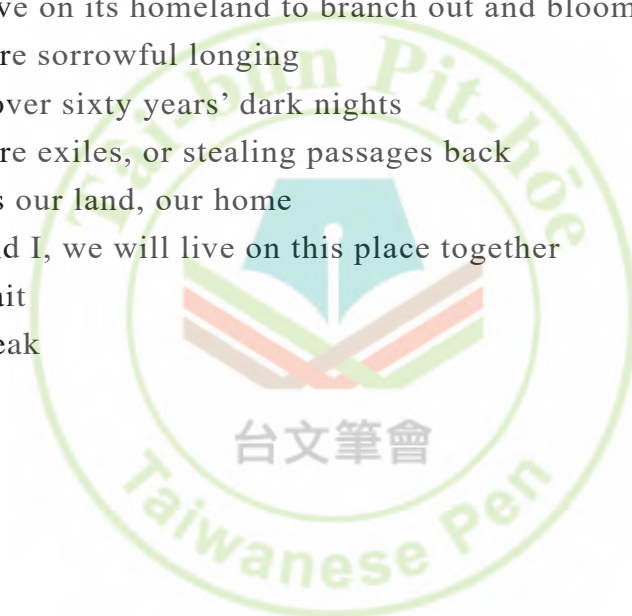 ve on its homeland to branch out and bloom
re sorrowful longing
over sixty years’ dark nights
re exiles, or stealing passages back
s our land, our home
nd I, we will live on this place together
ait
eak
Tâi-bûn Pit-hōe
台文筆會
Taiwanese Pen